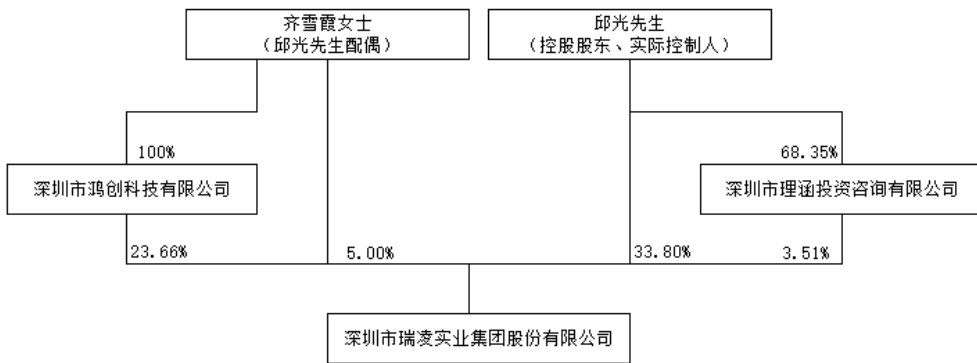 齐雪霞女士
（邱光先生配偶）
邱光先生
（控股股东、实际控制人）
100%
68.35%
深圳市鸿创科技有限公司
深圳市理涵投资咨询有限公司
23.66%
5.00%
33.80%
3.51%
深圳市瑞凌实业集团股份有限公司